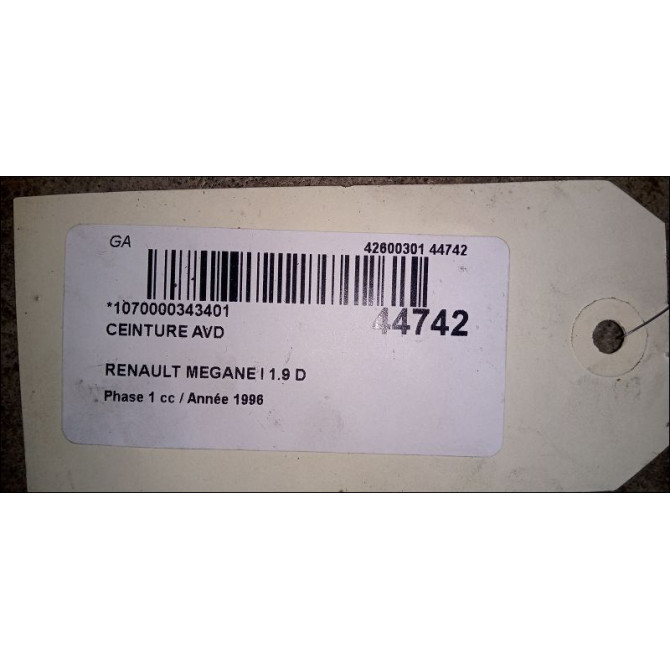 GA
42600301 44742
*1070000343401
44742
CEINTURE AVD
RENAULT MEGANE I 1.9 D
Phase 1 cc / Année 1996